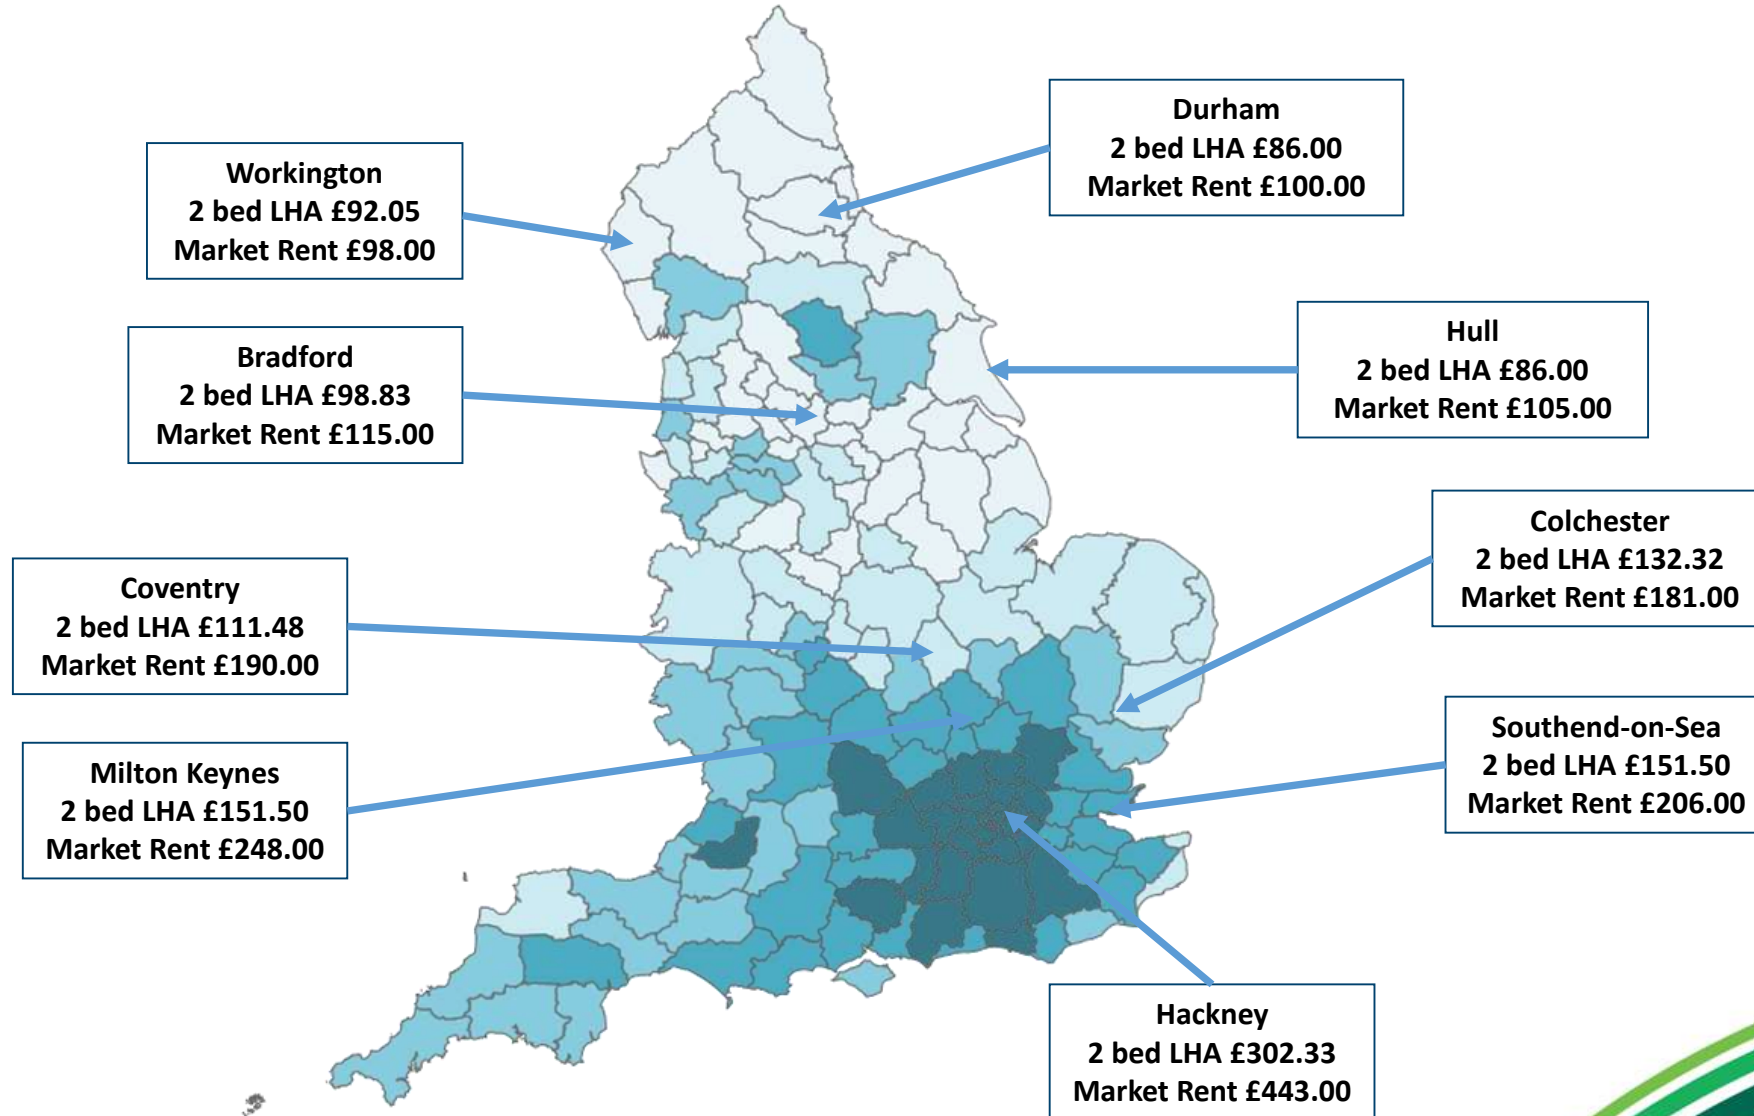 Durham
2 bed LHA £86.00
Market Rent £100.00
Workington
2 bed LHA £92.05
Market Rent £98.00
Hull
2 bed LHA £86.00
Market Rent £105.00
Bradford
2 bed LHA £98.83
Market Rent £115.00
Colchester
2 bed LHA £132.32
Market Rent £181.00
Coventry
2 bed LHA £111.48
Market Rent £190.00
Southend-on-Sea
2 bed LHA £151.50
Market Rent £206.00
Milton Keynes
2 bed LHA £151.50
Market Rent £248.00
Hackney
2 bed LHA £302.33
Market Rent £443.00